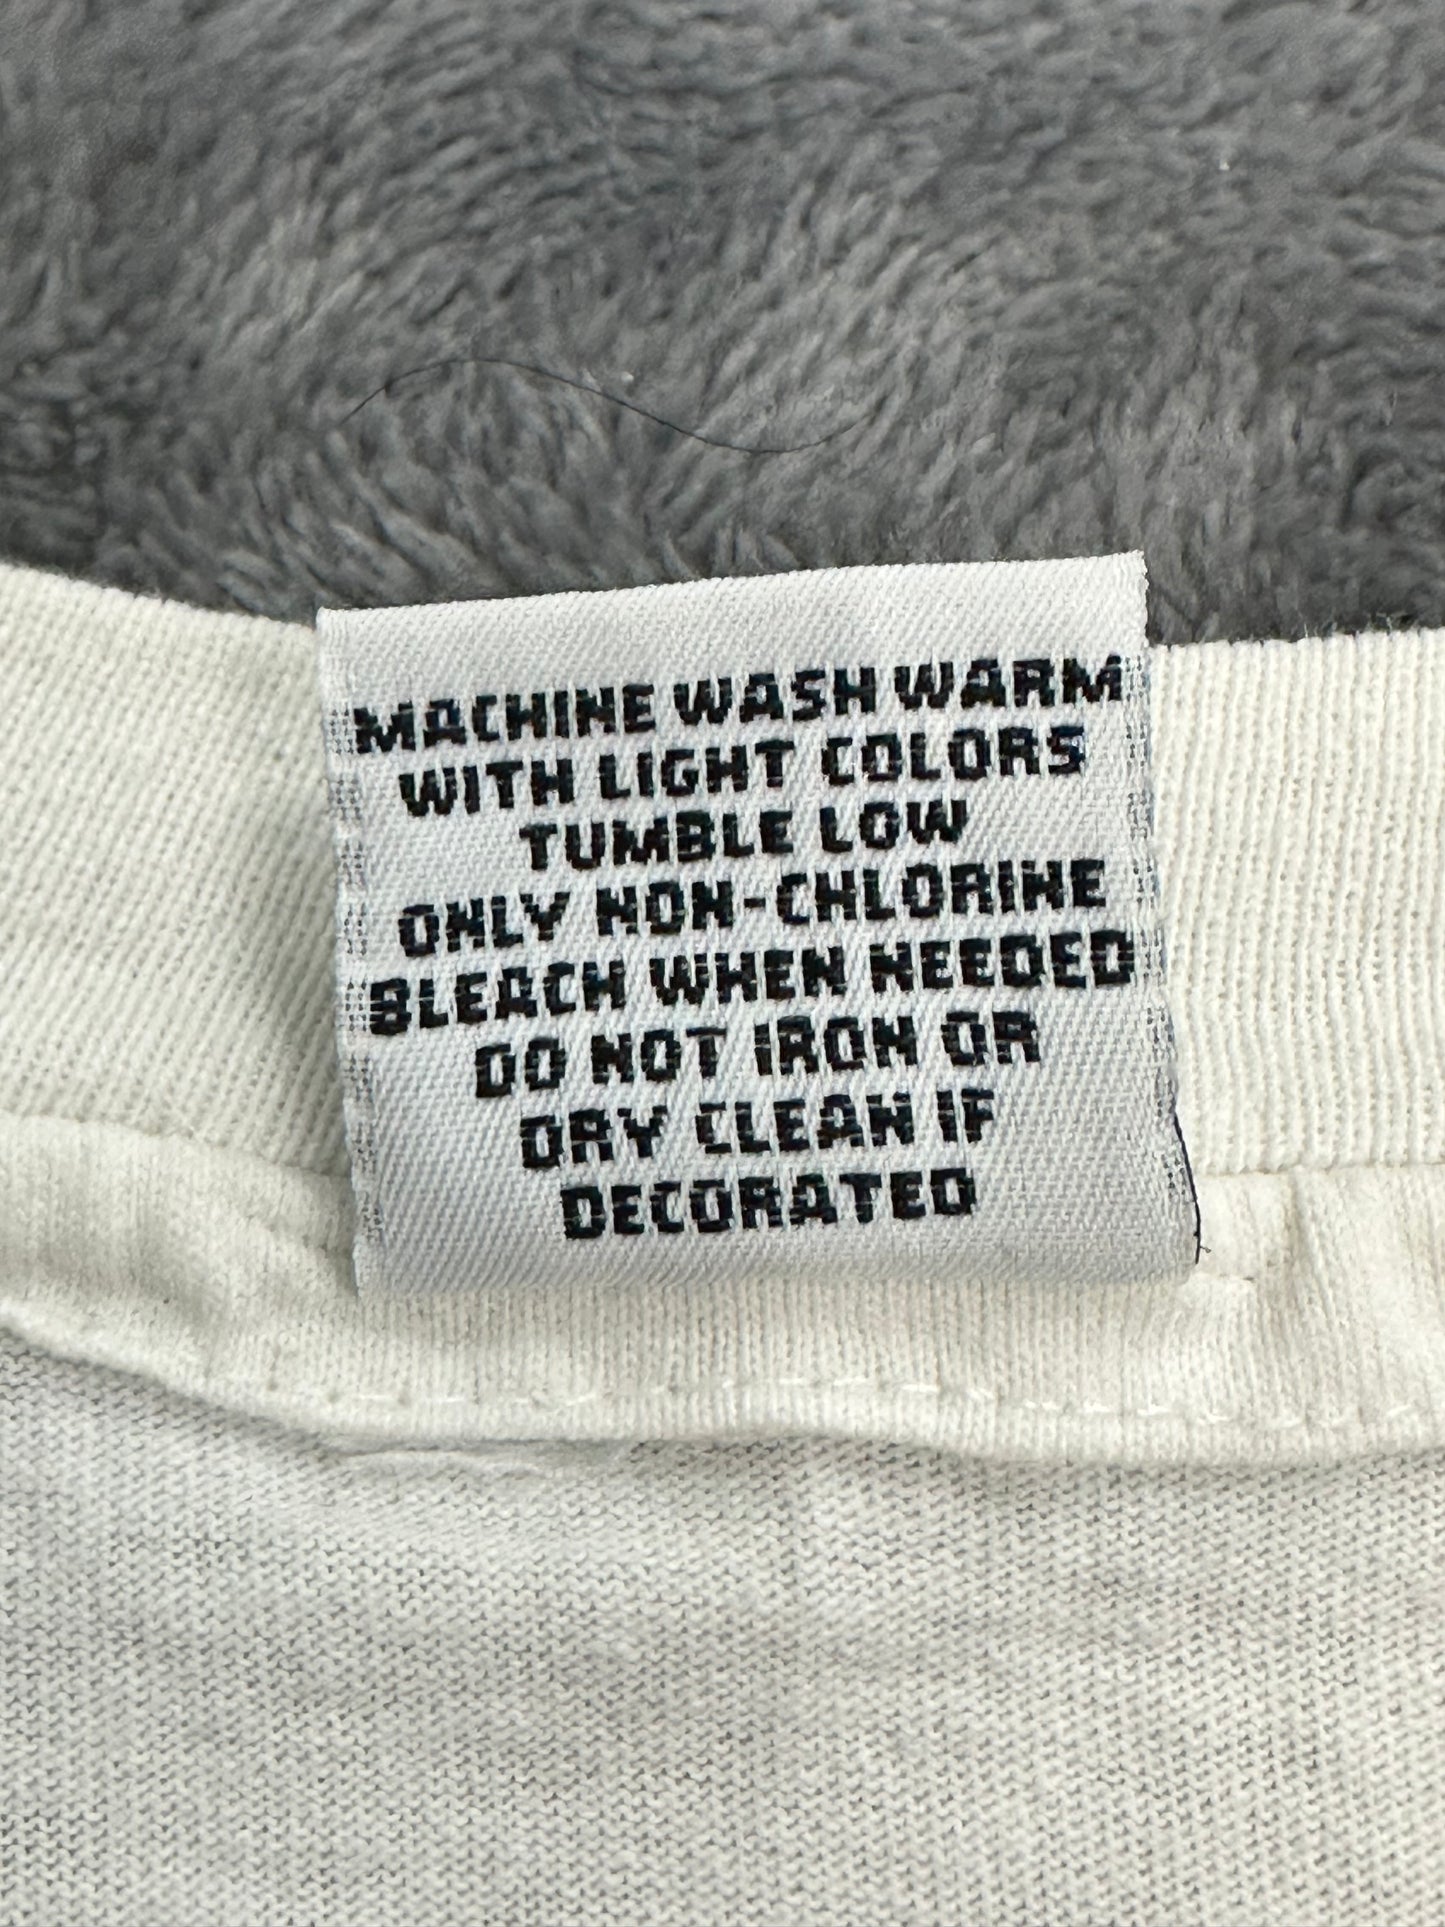 MACHINE WASH WARM
WITH LIGHT COLORS
TUMBLE LOW
ONLY NON-CHLORINE
BLEACH WHEN NEEDED
DO NOT IRON OR
DRY CLEAN IF
DECORATED